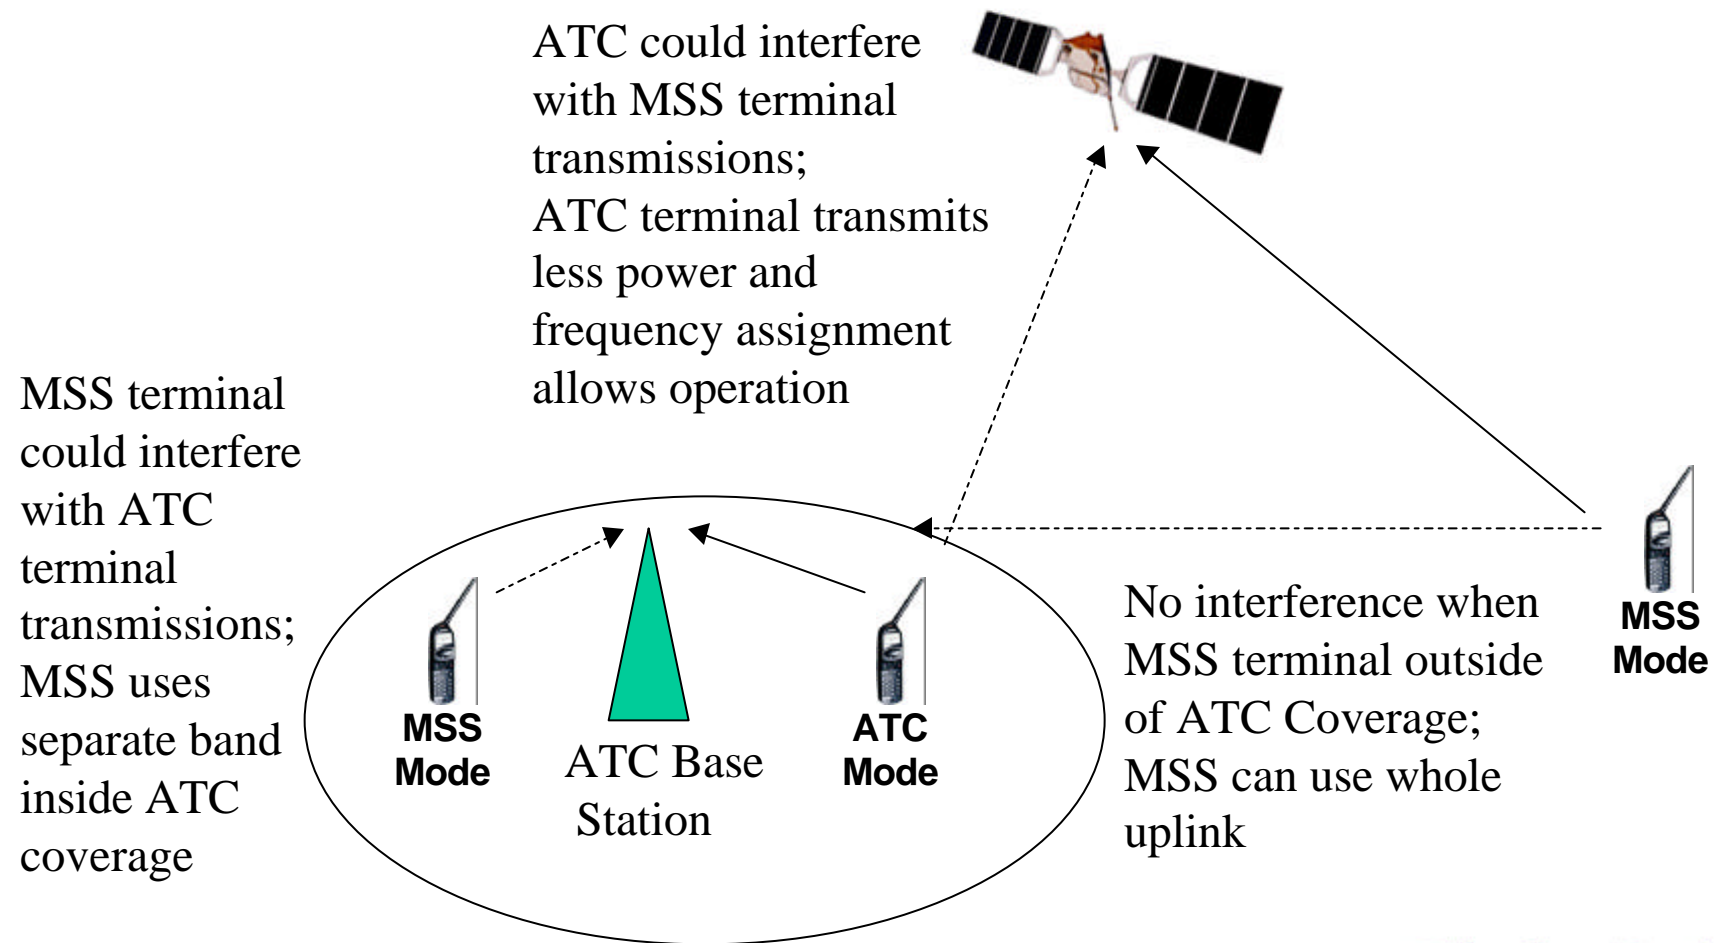 ATC could interfere
with MSS terminal
transmissions;
ATC terminal transmits
less power and
frequency assignment
allows operation
MSS terminal
could interfere
with ATC
terminal
transmissions;
MSS uses
separate band
inside ATC
coverage
MSS
Mode
ATC Base
Station
ATC
Mode
No interference when
MSS terminal outside
of ATC Coverage;
MSS can use whole
uplink
MSS
Mode